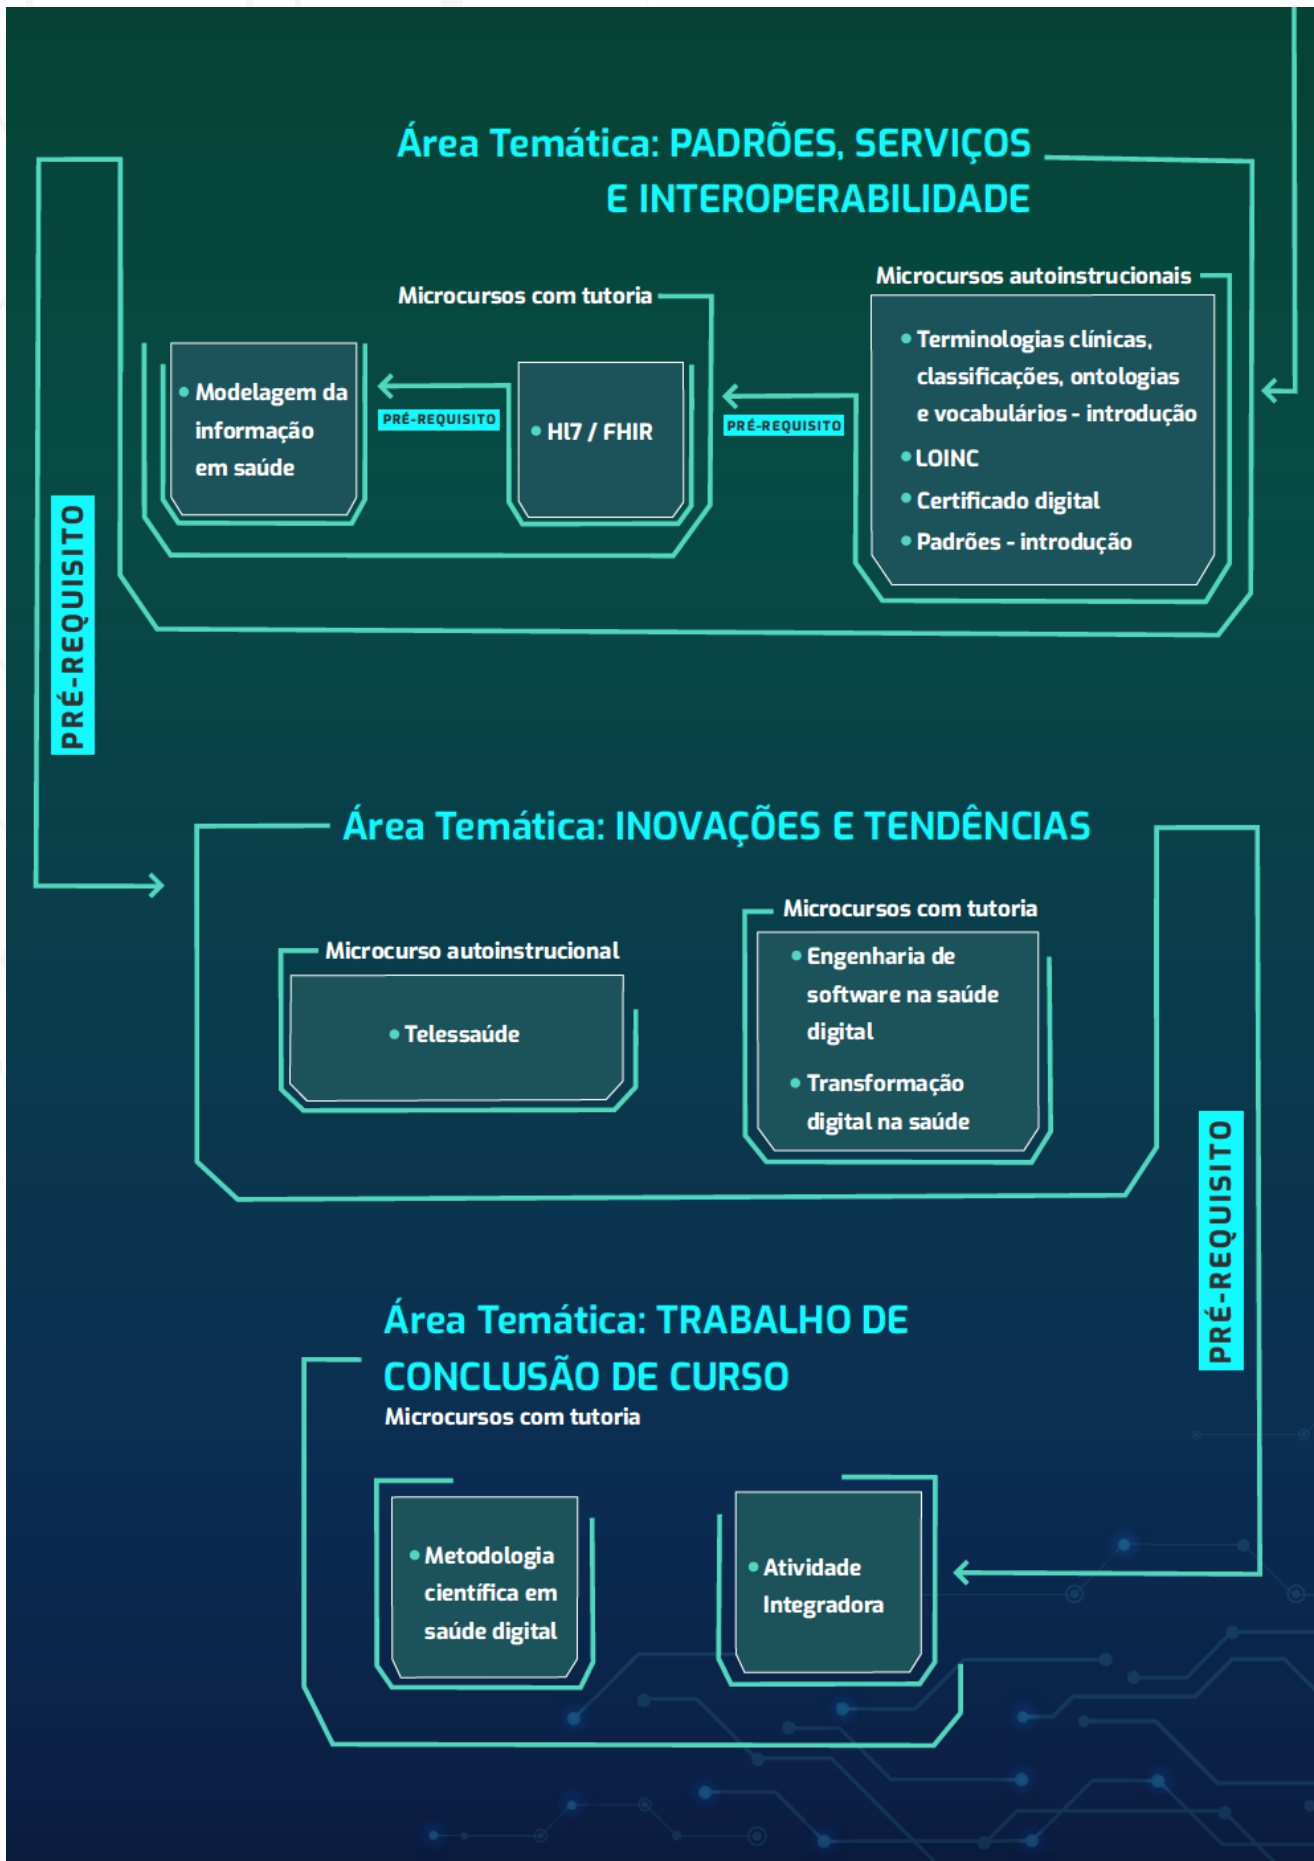 Área Temática: PADRÕES, SERVIÇOS
E INTEROPERABILIDADE
Microcursos autoinstrucionais
• Terminologias clínicas,
classificações, ontologias
e vocabulários - introdução
• LOINC
• Certificado digital
• Padrões - introdução
PRÉ-REQUISITO
Microcursos com tutoria
• Hl7 / FHIR
PRÉ-REQUISITO
• Modelagem da
informação
em saúde
PRÉ-REQUISITO
Área Temática: INOVAÇÕES E TENDÊNCIAS
Microcurso autoinstrucional
• Telessaúde
Microcursos com tutoria
• Engenharia de
software na saúde
digital
• Transformação
digital na saúde
PRÉ-REQUISITO
Área Temática: TRABALHO DE
CONCLUSÃO DE CURSO
Microcursos com tutoria
• Metodologia
científica em
saúde digital
• Atividade
Integradora